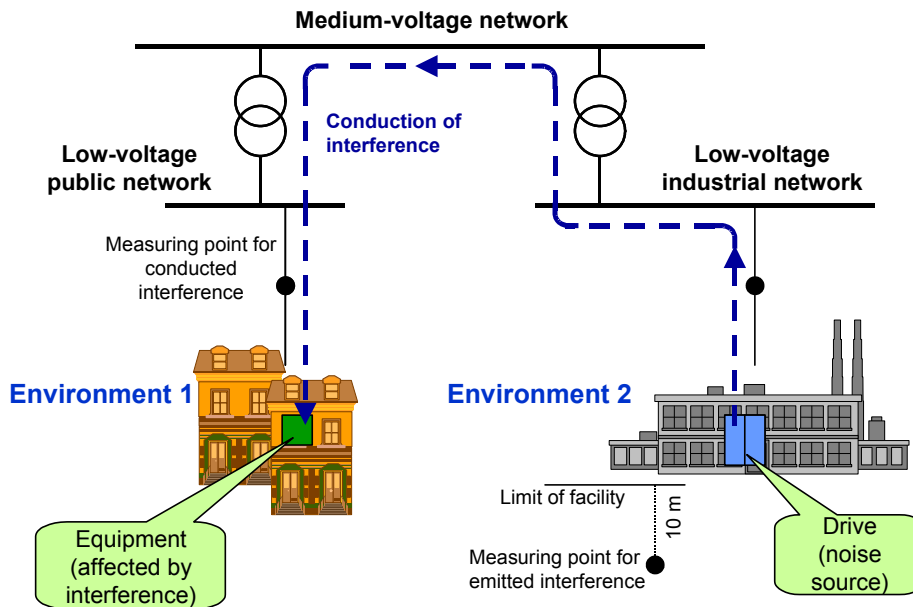 Medium-voltage network
Conduction of
interference
Low-voltage
public network
Low-voltage
industrial network
Measuring point for
conducted
interference
Environment 1
Environment 2
Limit of facility
10 m
Measuring point for
emitted interference
Equipment
(affected by
interference)
Drive
(noise
source)